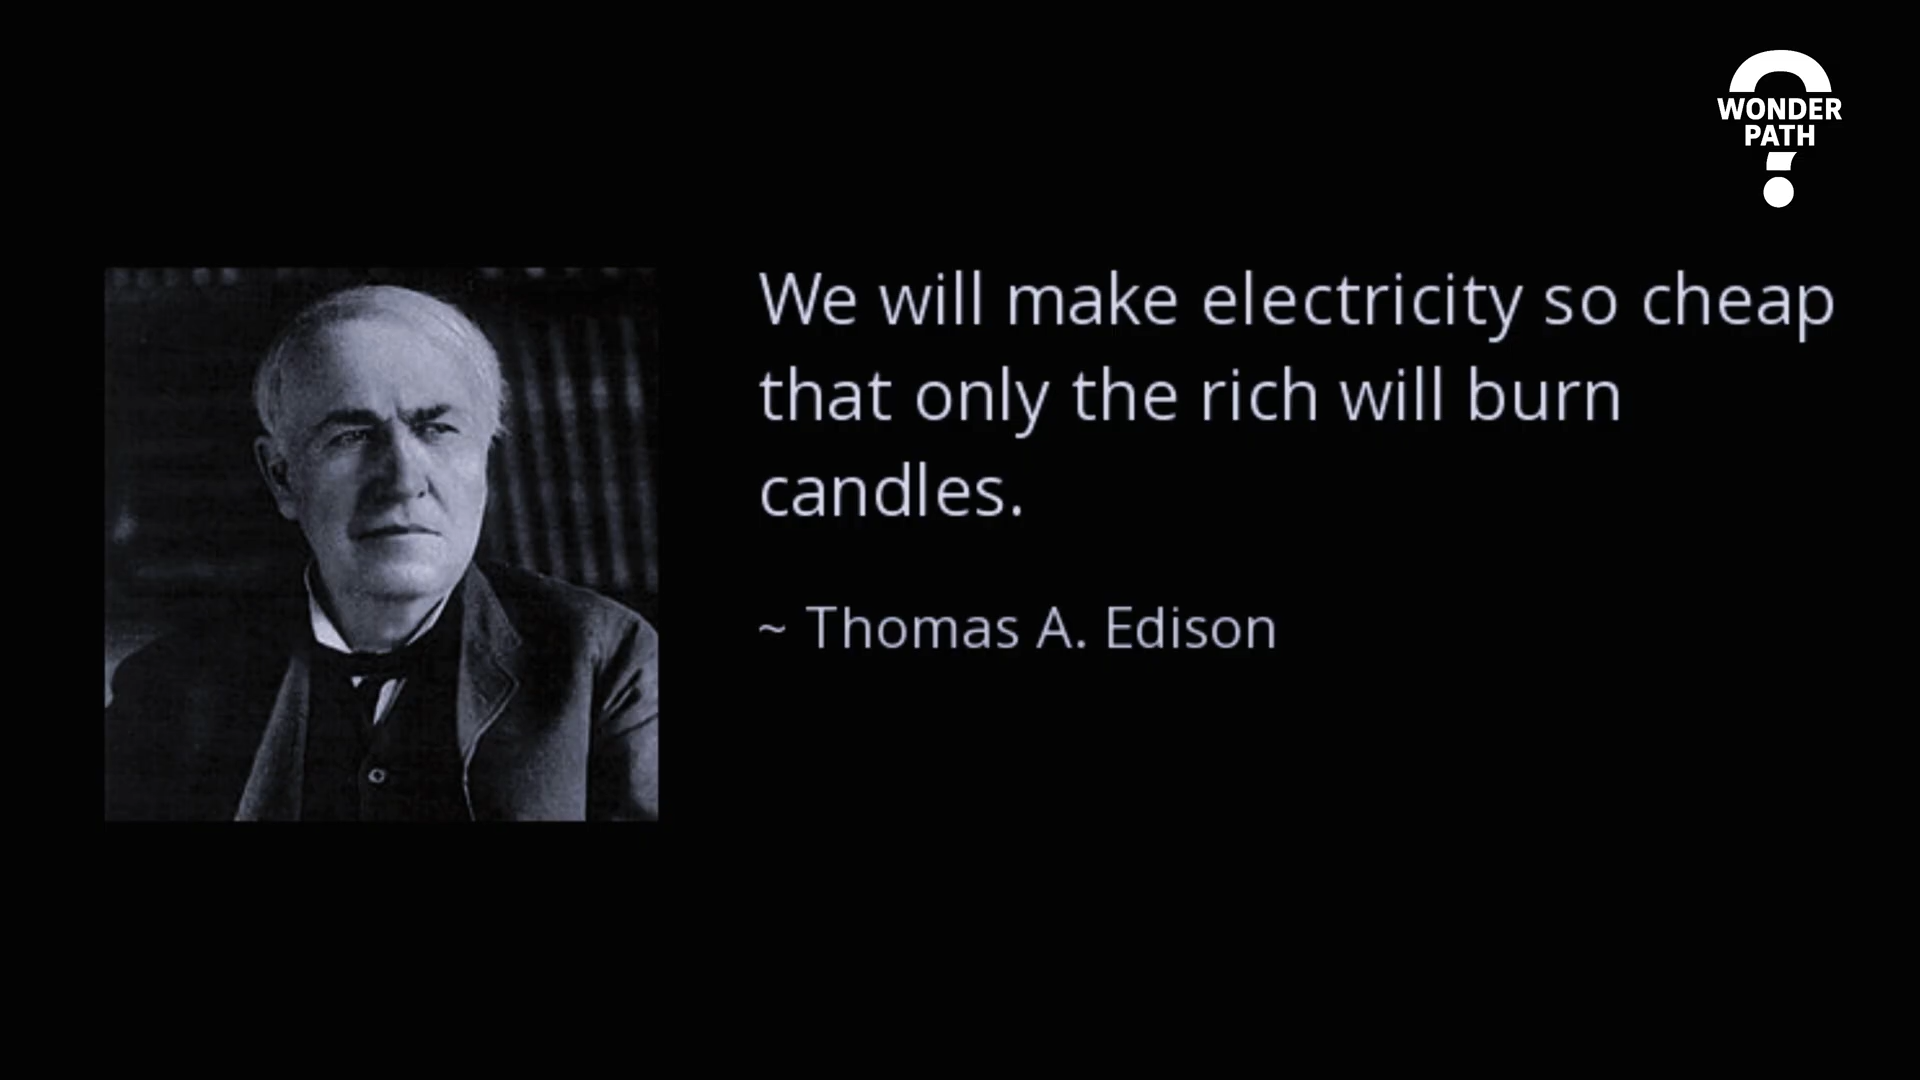 WONDER
PATH
We will make electricity so cheap
that only the rich will burn
candles.
~ Thomas A. Edison